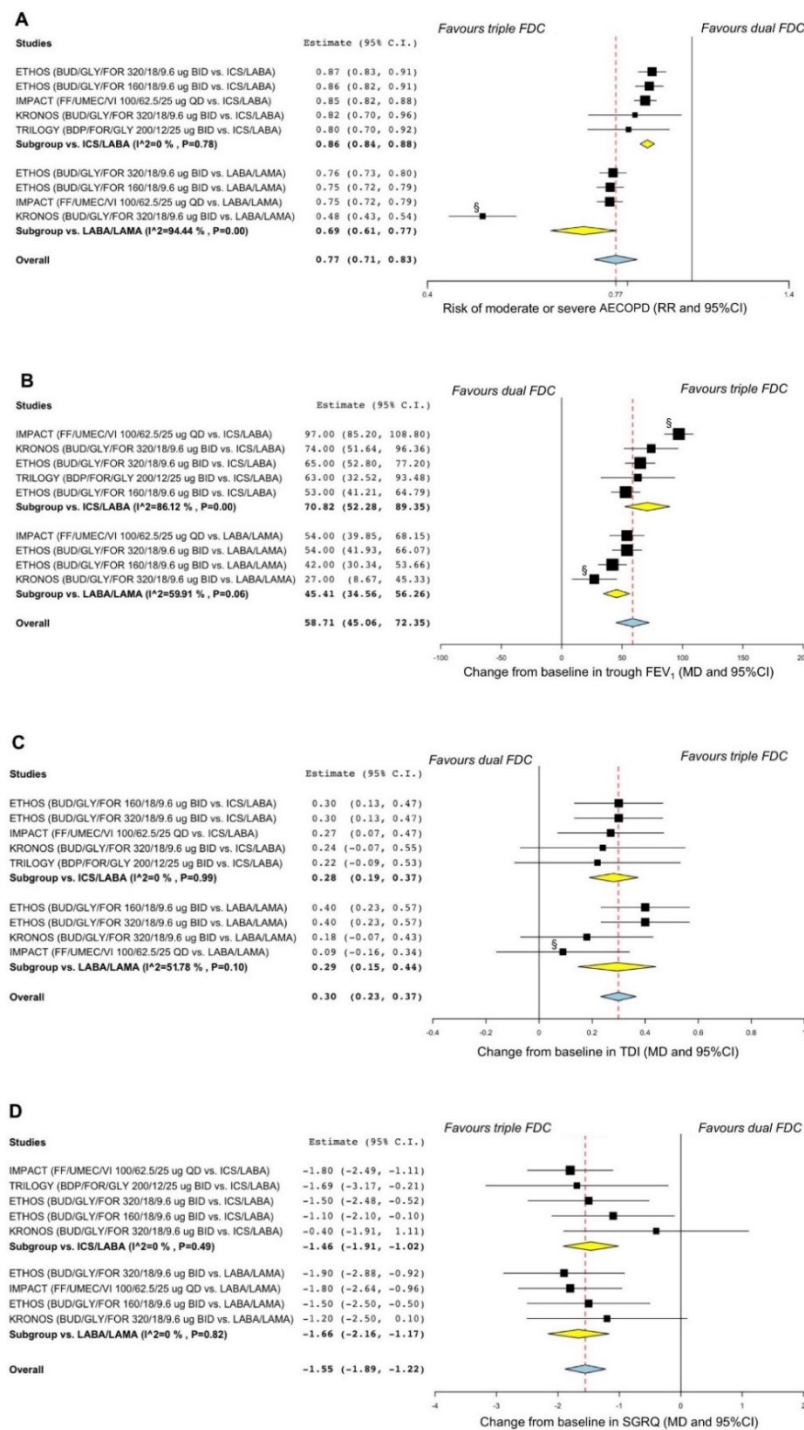 A
Favours triple FDC
Favours dual FDC
Studies Estimate (95% C.I.)
ETHOS (BUD/GLY/FOR 320/18/9.6 ug BID vs. ICS/LABA) 0.87 (0.83, 0.91)
ETHOS (BUD/GLY/FOR 160/18/9.6 ug BID vs. ICS/LABA) 0.86 (0.82, 0.91)
IMPACT (FF/UMEC/VI 100/62.5/25 ug QD vs. ICS/LABA) 0.85 (0.82, 0.88)
KRONOS (BUD/GLY/FOR 320/18/9.6 ug BID vs. ICS/LABA) 0.82 (0.70, 0.96)
TRILOGY (BDP/FOR/GLY 200/12/25 ug BID vs. ICS/LABA) 0.80 (0.70, 0.92)
Subgroup vs. ICS/LABA (I^2=0 % , P=0.78) 0.86 (0.84, 0.88)
ETHOS (BUD/GLY/FOR 320/18/9.6 ug BID vs. LABA/LAMA) 0.76 (0.73, 0.80)
ETHOS (BUD/GLY/FOR 160/18/9.6 ug BID vs. LABA/LAMA) 0.75 (0.72, 0.79)
IMPACT (FF/UMEC/VI 100/62.5/25 ug QD vs. LABA/LAMA) 0.75 (0.72, 0.79)
KRONOS (BUD/GLY/FOR 320/18/9.6 ug BID vs. LABA/LAMA) 0.48 (0.43, 0.54) §
Subgroup vs. LABA/LAMA (I^2=94.44 % , P=0.00) 0.69 (0.61, 0.77)
Overall 0.77 (0.71, 0.83)
0.4 0.77 1.4
Risk of moderate or severe AECOPD (RR and 95%CI)
B
Favours dual FDC
Favours triple FDC
Studies Estimate (95% C.I.)
IMPACT (FF/UMEC/VI 100/62.5/25 ug QD vs. ICS/LABA) 97.00 (85.20, 108.80) §
KRONOS (BUD/GLY/FOR 320/18/9.6 ug BID vs. ICS/LABA) 74.00 (51.64, 96.36)
ETHOS (BUD/GLY/FOR 320/18/9.6 ug BID vs. ICS/LABA) 65.00 (52.80, 77.20)
TRILOGY (BDP/FOR/GLY 200/12/25 ug BID vs. ICS/LABA) 63.00 (32.52, 93.48)
ETHOS (BUD/GLY/FOR 160/18/9.6 ug BID vs. ICS/LABA) 53.00 (41.21, 64.79)
Subgroup vs. ICS/LABA (I^2=86.12 % , P=0.00) 70.82 (52.28, 89.35)
IMPACT (FF/UMEC/VI 100/62.5/25 ug QD vs. LABA/LAMA) 54.00 (39.85, 68.15)
ETHOS (BUD/GLY/FOR 320/18/9.6 ug BID vs. LABA/LAMA) 54.00 (41.93, 66.07)
ETHOS (BUD/GLY/FOR 160/18/9.6 ug BID vs. LABA/LAMA) 42.00 (30.34, 53.66)
KRONOS (BUD/GLY/FOR 320/18/9.6 ug BID vs. LABA/LAMA) 27.00 ( 8.67, 45.33) §
Subgroup vs. LABA/LAMA (I^2=59.91 % , P=0.06) 45.41 (34.56, 56.26)
Overall 58.71 (45.06, 72.35)
-100 -50 0 50 100 150 20
Change from baseline in trough FEV₁ (MD and 95%CI)
C
Favours dual FDC
Favours triple FDC
Studies Estimate (95% C.I.)
ETHOS (BUD/GLY/FOR 160/18/9.6 ug BID vs. ICS/LABA) 0.30 (0.13, 0.47)
ETHOS (BUD/GLY/FOR 320/18/9.6 ug BID vs. ICS/LABA) 0.30 (0.13, 0.47)
IMPACT (FF/UMEC/VI 100/62.5/25 QD vs. ICS/LABA) 0.27 (0.07, 0.47)
KRONOS (BUD/GLY/FOR 320/18/9.6 ug BID vs. ICS/LABA) 0.24 (-0.07, 0.55)
TRILOGY (BDP/FOR/GLY 200/12/25 ug BID vs. ICS/LABA) 0.22 (-0.09, 0.53)
Subgroup vs. ICS/LABA (I^2=0 % , P=0.99) 0.28 (0.19, 0.37)
ETHOS (BUD/GLY/FOR 160/18/9.6 ug BID vs. LABA/LAMA) 0.40 (0.23, 0.57)
ETHOS (BUD/GLY/FOR 320/18/9.6 ug BID vs. LABA/LAMA) 0.40 (0.23, 0.57)
KRONOS (BUD/GLY/FOR 320/18/9.6 ug BID vs. LABA/LAMA) 0.18 (-0.07, 0.43)
IMPACT (FF/UMEC/VI 100/62.5/25 ug QD vs. LABA/LAMA) 0.09 (-0.16, 0.34) §
Subgroup vs. LABA/LAMA (I^2=51.78 % , P=0.10) 0.29 (0.15, 0.44)
Overall 0.30 (0.23, 0.37)
-0.4 -0.2 0 0.2 0.4 0.6 0.8 1
Change from baseline in TDI (MD and 95%CI)
D
Favours triple FDC
Favours dual FDC
Studies Estimate (95% C.I.)
IMPACT (FF/UMEC/VI 100/62.5/25 ug QD vs. ICS/LABA) -1.80 (-2.49, -1.11)
TRILOGY (BDP/FOR/GLY 200/12/25 ug BID vs. ICS/LABA) -1.69 (-3.17, -0.21)
ETHOS (BUD/GLY/FOR 320/18/9.6 ug BID vs. ICS/LABA) -1.50 (-2.48, -0.52)
ETHOS (BUD/GLY/FOR 160/18/9.6 ug BID vs. ICS/LABA) -1.10 (-2.10, -0.10)
KRONOS (BUD/GLY/FOR 320/18/9.6 ug BID vs. ICS/LABA) -0.40 (-1.91, 1.11)
Subgroup vs. ICS/LABA (I^2=0 % , P=0.49) -1.46 (-1.91, -1.02)
ETHOS (BUD/GLY/FOR 320/18/9.6 ug BID vs. LABA/LAMA) -1.90 (-2.88, -0.92)
IMPACT (FF/UMEC/VI 100/62.5/25 ug QD vs. LABA/LAMA) -1.80 (-2.64, -0.96)
ETHOS (BUD/GLY/FOR 160/18/9.6 ug BID vs. LABA/LAMA) -1.50 (-2.50, -0.50)
KRONOS (BUD/GLY/FOR 320/18/9.6 ug BID vs. LABA/LAMA) -1.20 (-2.50, 0.10)
Subgroup vs. LABA/LAMA (I^2=0 % , P=0.82) -1.66 (-2.16, -1.17)
Overall -1.55 (-1.89, -1.22)
-4 -3 -2 -1 0 1 2
Change from baseline in SGRQ (MD and 95%CI)